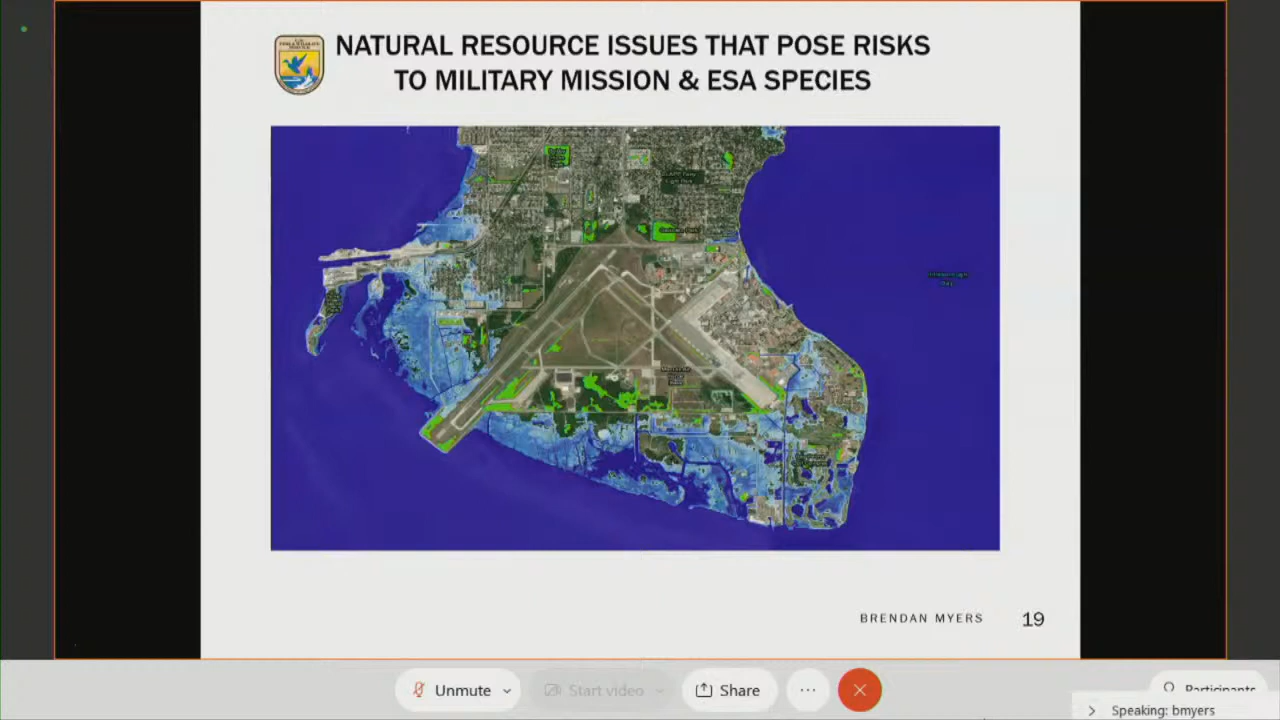 NATURAL RESOURCE ISSUES THAT POSE RISKS
TO MILITARY MISSION & ESA SPECIES
BRENDAN MYERS
19
Unmute
Start video
Share
Participants
Speaking: bmyers